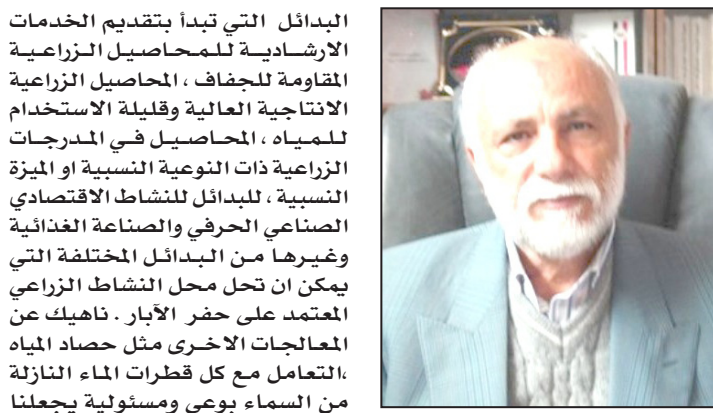 البدائل التي تبدأ بتقديم الخدمات
الارشادية للمحاصيل الزراعية
المقاومة للجفاف ، المحاصيل الزراعية
الانتاجية العالية وقليلة الاستخدام
للمياه ، المحاصيل في المدرجات
الزراعية ذات النوعية النسبية او الميزة
النسبية ، للبدائل للنشاط الاقتصادي
الصناعي الحرفي والصناعة الغذائية
وغيرها من البدائل المختلفة التي
يمكن ان تحل محل النشاط الزراعي
المعتمد على حفر الآبار . ناهيك عن
المعالجات الاخرى مثل حصاد المياه
،التعامل مع كل قطرات الماء النازلة
من السماء بوعي ومسئولية يجعلنا